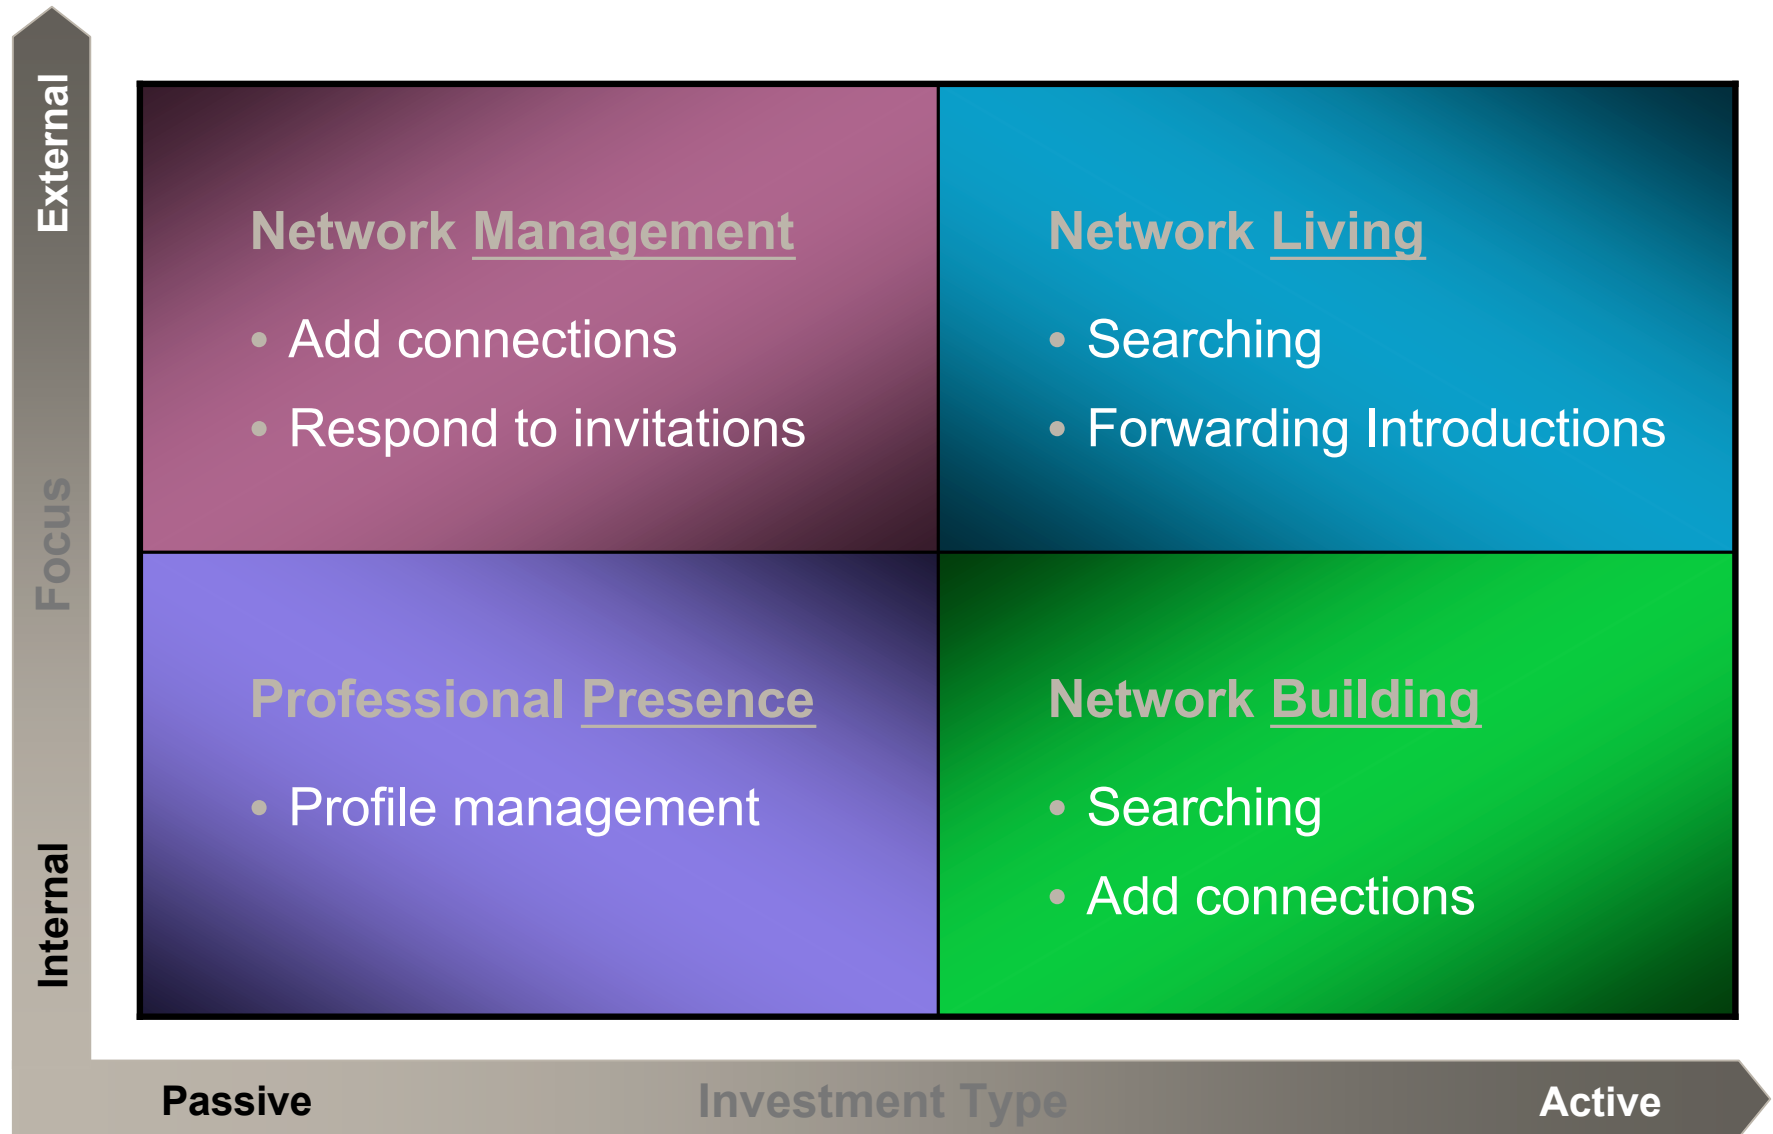 External
Focus
Internal
Network Management
• Add connections
• Respond to invitations
Network Living
• Searching
• Forwarding Introductions
Professional Presence
• Profile management
Network Building
• Searching
• Add connections
Passive
Investment Type
Active